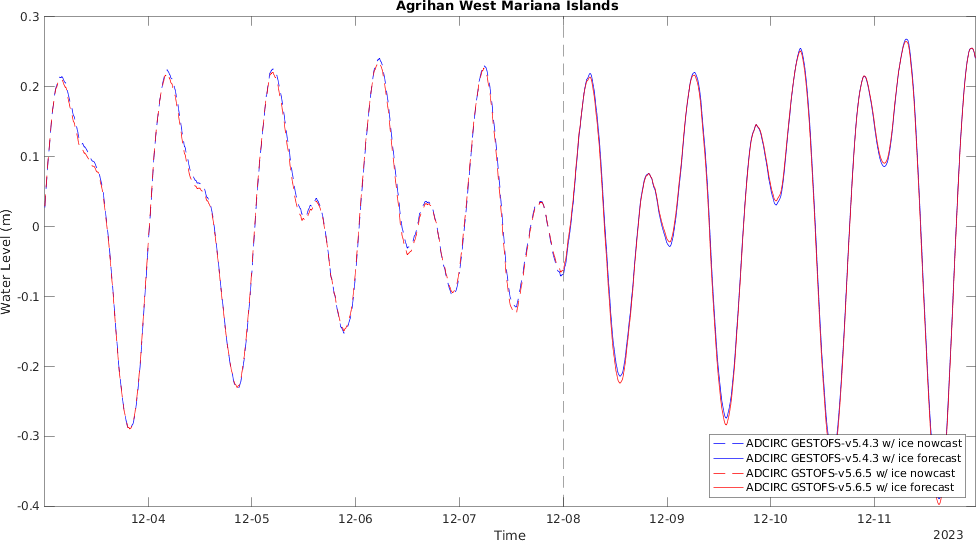 Agrihan West Mariana Islands
0.3
0.2
0.1
0
-0.1
-0.2
-0.3
-0.4
Water Level (m)
ADCIRC GESTOFS-v5.4.3 w/ ice nowcast
ADCIRC GESTOFS-v5.4.3 w/ ice forecast
ADCIRC GSTOFS-v5.6.5 w/ ice nowcast
ADCIRC GSTOFS-v5.6.5 w/ ice forecast
12-04 12-05 12-06 12-07 12-08 12-09 12-10 12-11
Time
2023